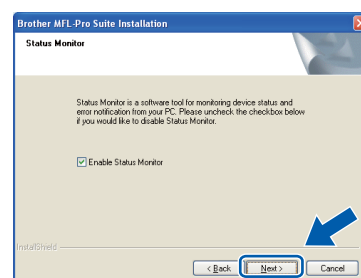 Brother MFL-Pro Suite Installation
Status Monitor
Status Monitor is a software tool for monitoring device status and
error notification from your PC. Please uncheck the checkbox below
if you would like to disable Status Monitor.
Enable Status Monitor
InstallShield
< Back
Next >
Cancel